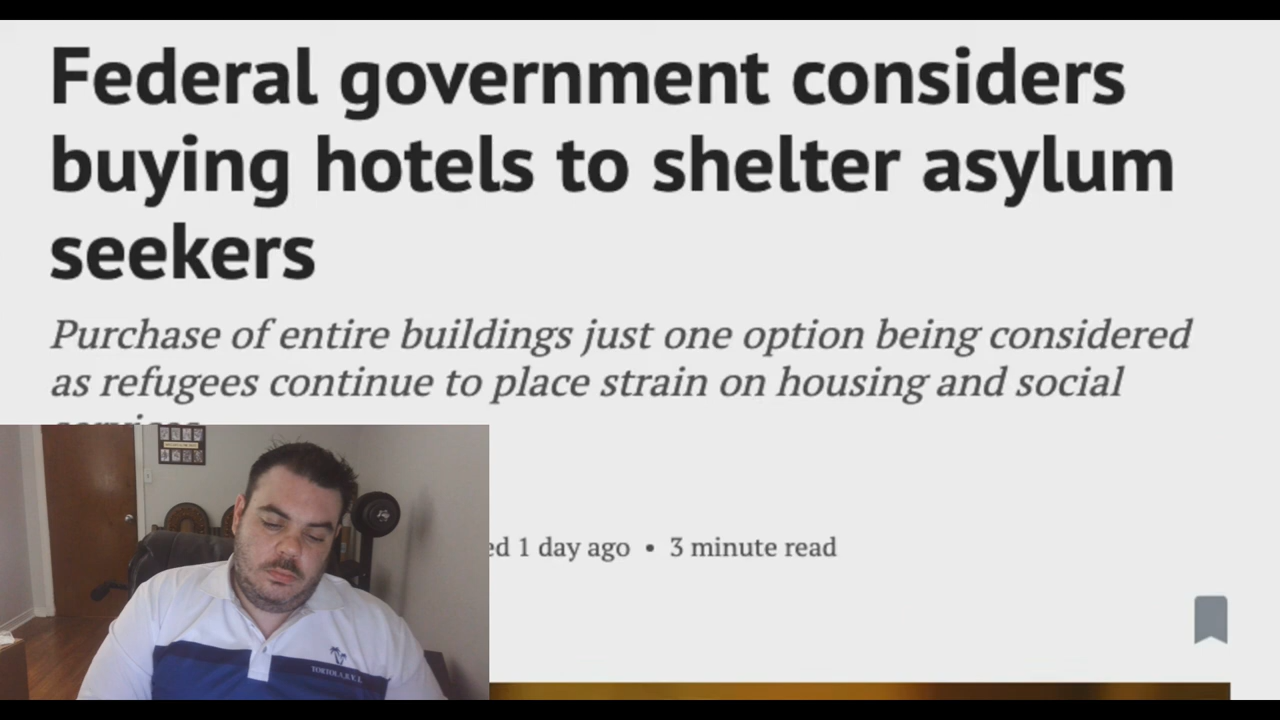 Federal government considers
buying hotels to shelter asylum
seekers
Purchase of entire buildings just one option being considered
as refugees continue to place strain on housing and social
ed 1 day ago • 3 minute read
TORTOLA, B.V.I.